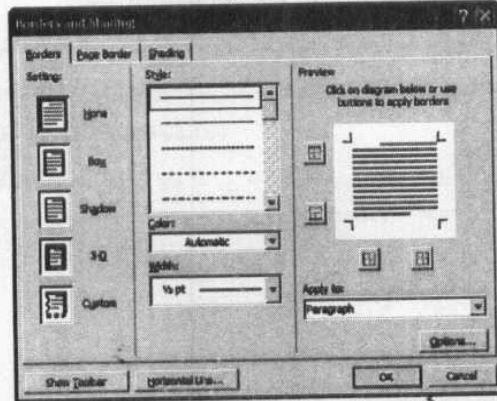 Borders and Shading
? X
Borders Page Border Shading
Setting:
None
Box
Shadow
3-D
Custom
Style:
Color:
Automatic
Width:
½ pt
Preview
Click on diagram below or use
buttons to apply borders
Apply to:
Paragraph
Options...
Show Toolbar
Horizontal Line...
OK
Cancel